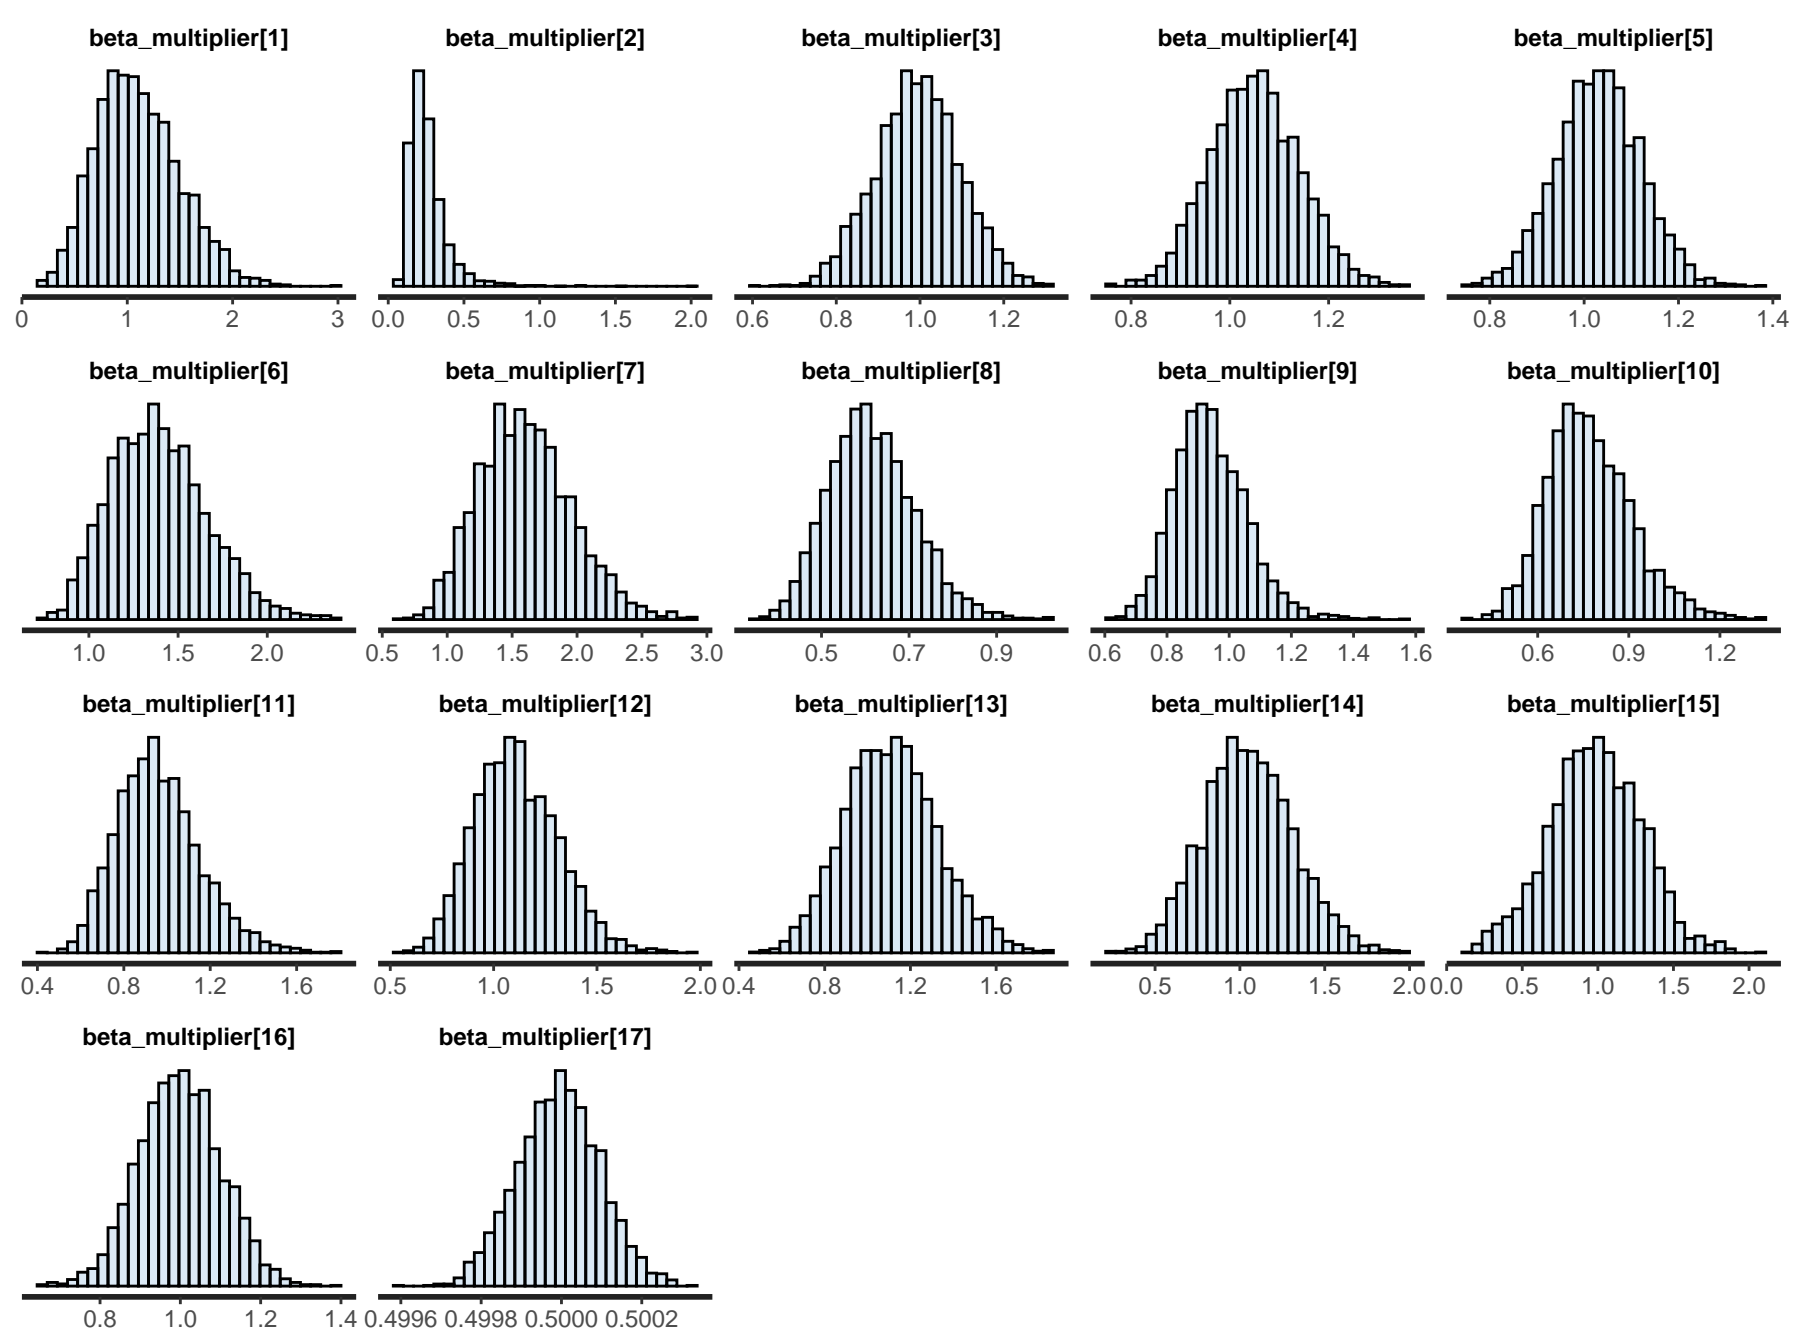 beta_multiplier[1] beta_multiplier[2] beta_multiplier[3] beta_multiplier[4] beta_multiplier[5]
0 1 2 3 0.0 0.5 1.0 1.5 2.0 0.6 0.8 1.0 1.2 0.8 1.0 1.2 0.8 1.0 1.2 1.4
beta_multiplier[6] beta_multiplier[7] beta_multiplier[8] beta_multiplier[9] beta_multiplier[10]
1.0 1.5 2.0 0.5 1.0 1.5 2.0 2.5 3.0 0.5 0.7 0.9 0.6 0.8 1.0 1.2 1.4 1.6 0.6 0.9 1.2
beta_multiplier[11] beta_multiplier[12] beta_multiplier[13] beta_multiplier[14] beta_multiplier[15]
0.4 0.8 1.2 1.6 0.5 1.0 1.5 2.0 0.4 0.8 1.2 1.6 0.5 1.0 1.5 2.0 0.0 0.5 1.0 1.5 2.0
beta_multiplier[16] beta_multiplier[17]
0.8 1.0 1.2 1.4 0.4996 0.4998 0.5000 0.5002